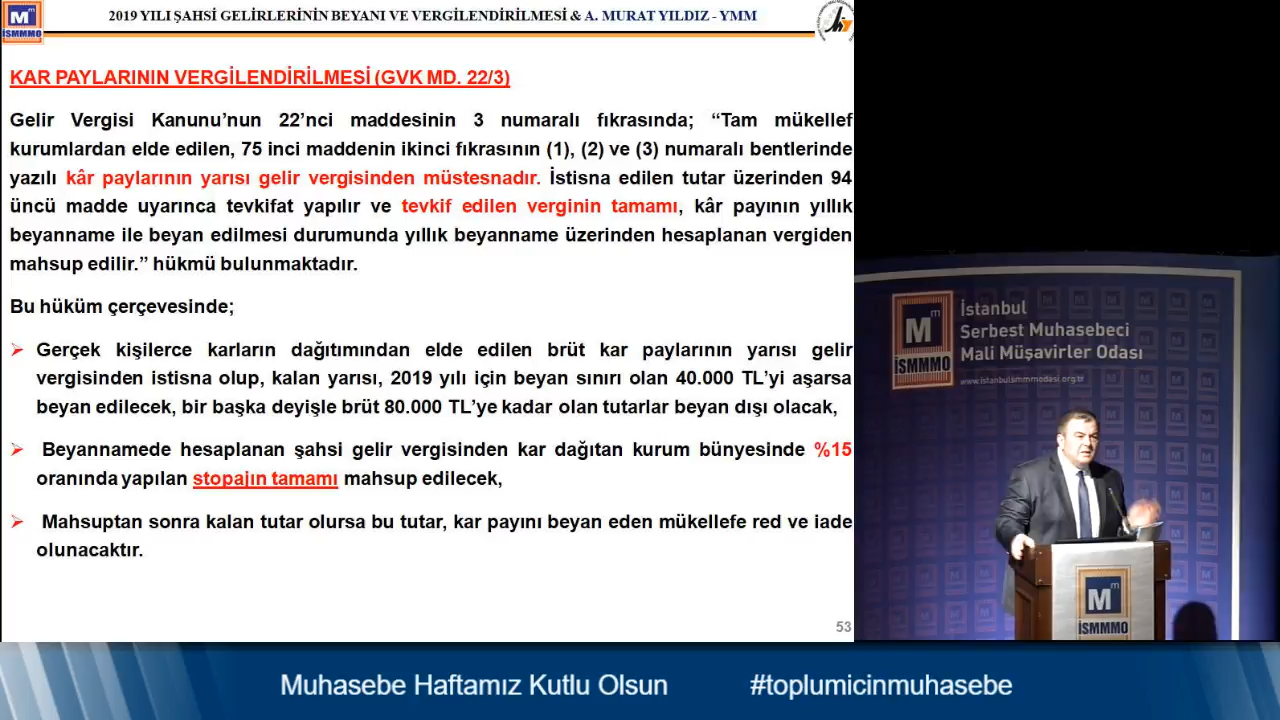 2019 YILI ŞAHSİ GELİRLERİNİN BEYANI VE VERGİLENDİRİLMESİ & A. MURAT YILDIZ - YMM
M m
İSMMMO
KAR PAYLARININ VERGİLENDİRİLMESİ (GVK MD. 22/3)
Gelir Vergisi Kanunu’nun 22’nci maddesinin 3 numaralı fıkrasında; “Tam mükellef
kurumlardan elde edilen, 75 inci maddenin ikinci fıkrasının (1), (2) ve (3) numaralı bentlerinde
yazılı kâr paylarının yarısı gelir vergisinden müstesnadır. İstisna edilen tutar üzerinden 94
üncü madde uyarınca tevkifat yapılır ve tevkif edilen verginin tamamı, kâr payının yıllık
beyanname ile beyan edilmesi durumunda yıllık beyanname üzerinden hesaplanan vergiden
mahsup edilir.” hükmü bulunmaktadır.
Bu hüküm çerçevesinde;
Gerçek kişilerce karların dağıtımından elde edilen brüt kar paylarının yarısı gelir
vergisinden istisna olup, kalan yarısı, 2019 yılı için beyan sınırı olan 40.000 TL’yi aşarsa
beyan edilecek, bir başka deyişle brüt 80.000 TL’ye kadar olan tutarlar beyan dışı olacak,
Beyannamede hesaplanan şahsi gelir vergisinden kar dağıtan kurum bünyesinde %15
oranında yapılan stopajın tamamı mahsup edilecek,
Mahsuptan sonra kalan tutar olursa bu tutar, kar payını beyan eden mükellefe red ve iade
olunacaktır.
53
M m
İSMMMO
İstanbul
Serbest Muhasebeci
Mali Müşavirler Odası
www.istanbulsmmmodasi.org.tr
M m
İSMMMO
Muhasebe Haftamız Kutlu Olsun
#toplumicinmuhasebe